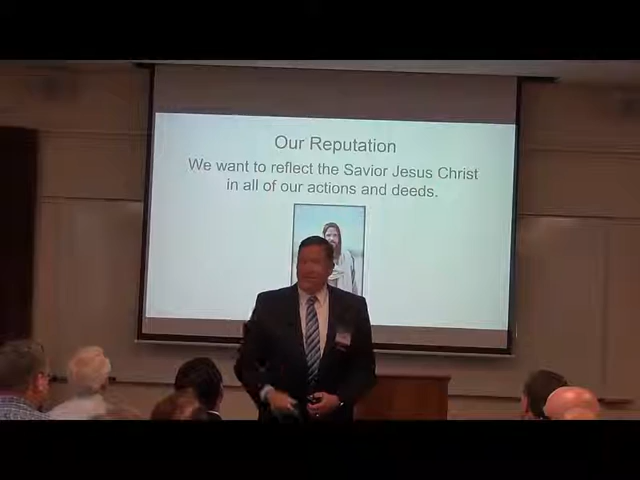 Our Reputation
We want to reflect the Savior Jesus Christ
in all of our actions and deeds.